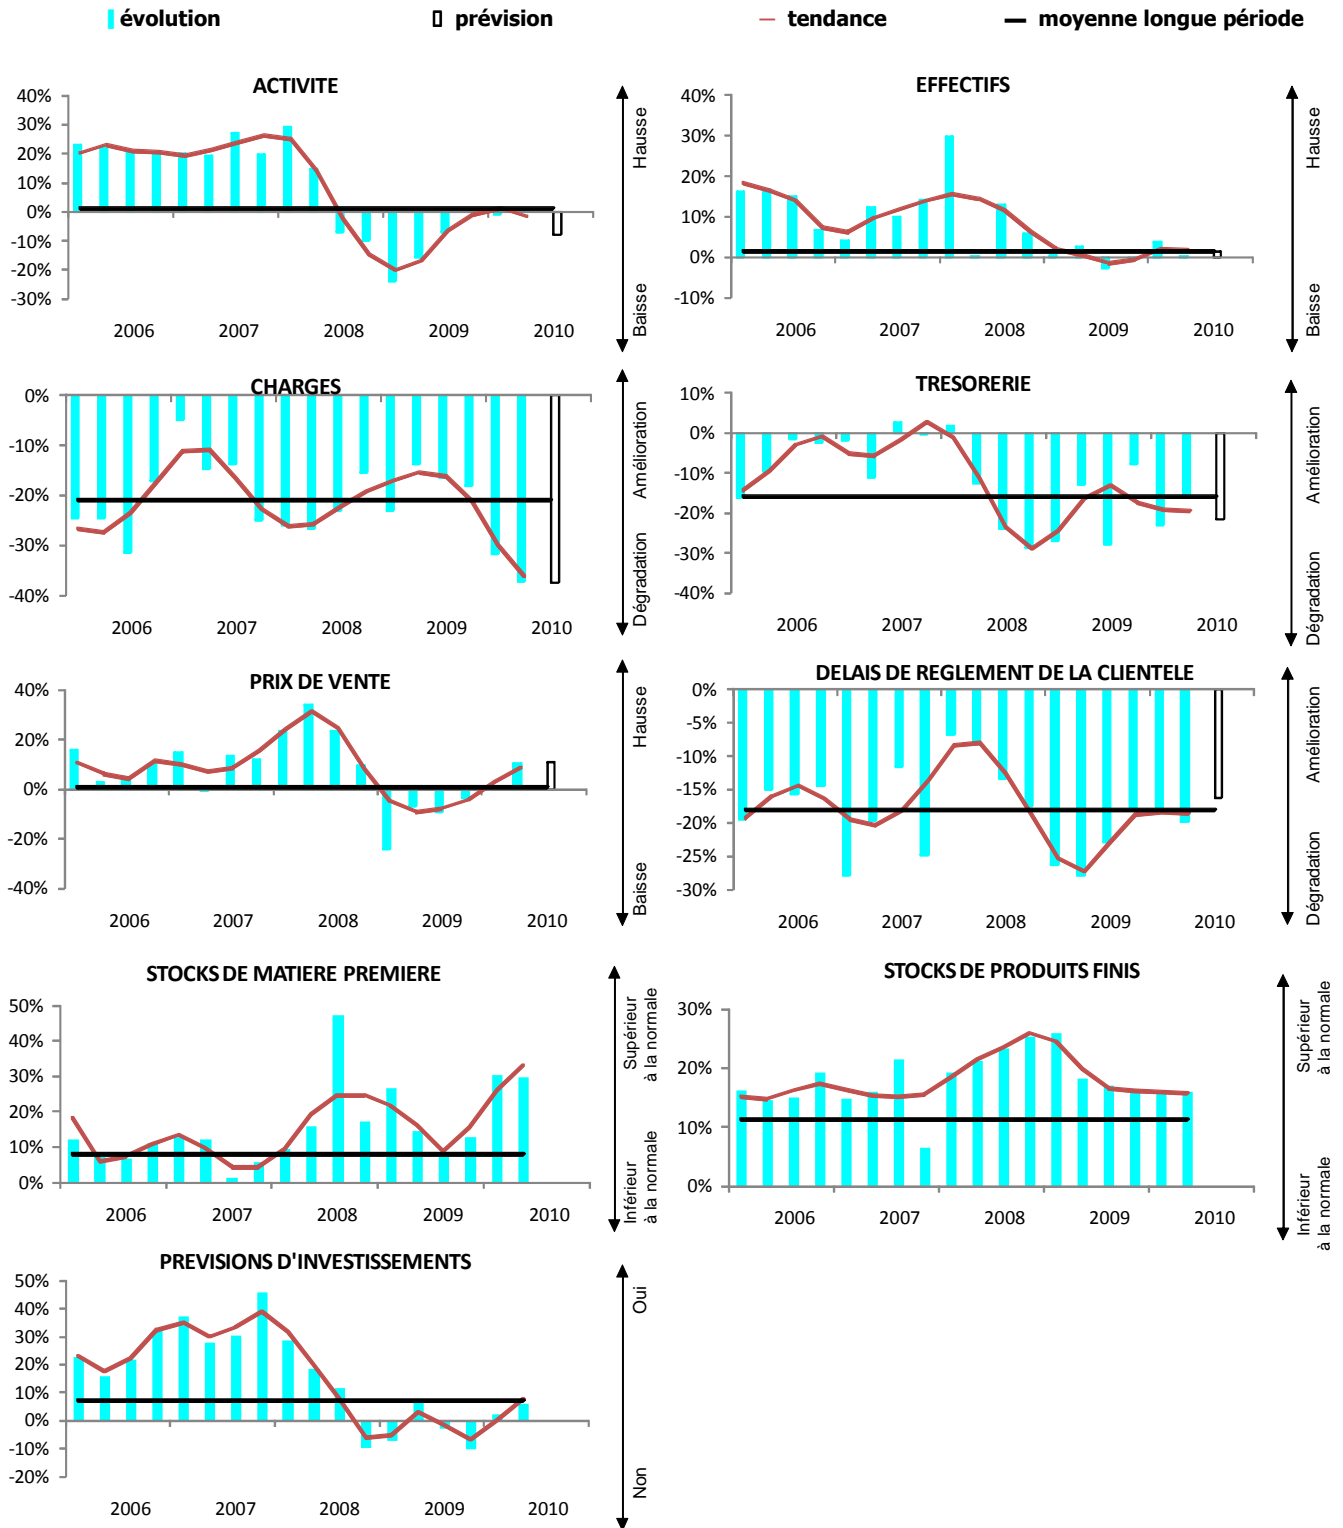 évolution prévision tendance moyenne longue période
ACTIVITE
40%
30%
20%
10%
0%
-10%
-20%
-30%
2006 2007 2008 2009 2010
Hausse
Baisse
EFFECTIFS
40%
30%
20%
10%
0%
-10%
2006 2007 2008 2009 2010
Hausse
Baisse
CHARGES
0%
-10%
-20%
-30%
-40%
2006 2007 2008 2009 2010
Amélioration
Dégradation
TRESORERIE
10%
0%
-10%
-20%
-30%
-40%
2006 2007 2008 2009 2010
Amélioration
Dégradation
PRIX DE VENTE
40%
20%
0%
-20%
-40%
2006 2007 2008 2009 2010
Hausse
Baisse
DELAIS DE REGLEMENT DE LA CLIENTELE
0%
-5%
-10%
-15%
-20%
-25%
-30%
2006 2007 2008 2009 2010
Amélioration
Dégradation
STOCKS DE MATIERE PREMIERE
50%
40%
30%
20%
10%
0%
2006 2007 2008 2009 2010
Supérieur
à la normale
Inférieur
à la normale
STOCKS DE PRODUITS FINIS
30%
20%
10%
0%
2006 2007 2008 2009 2010
Supérieur
à la normale
Inférieur
à la normale
PREVISIONS D'INVESTISSEMENTS
50%
40%
30%
20%
10%
0%
-10%
-20%
2006 2007 2008 2009 2010
Oui
Non